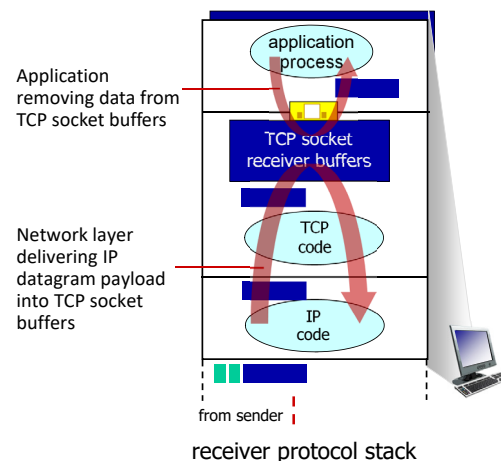 application
process
Application
removing data from
TCP socket buffers
TCP socket
receiver buffers
Network layer
delivering IP
datagram payload
into TCP socket
buffers
TCP
code
IP
code
from sender
receiver protocol stack